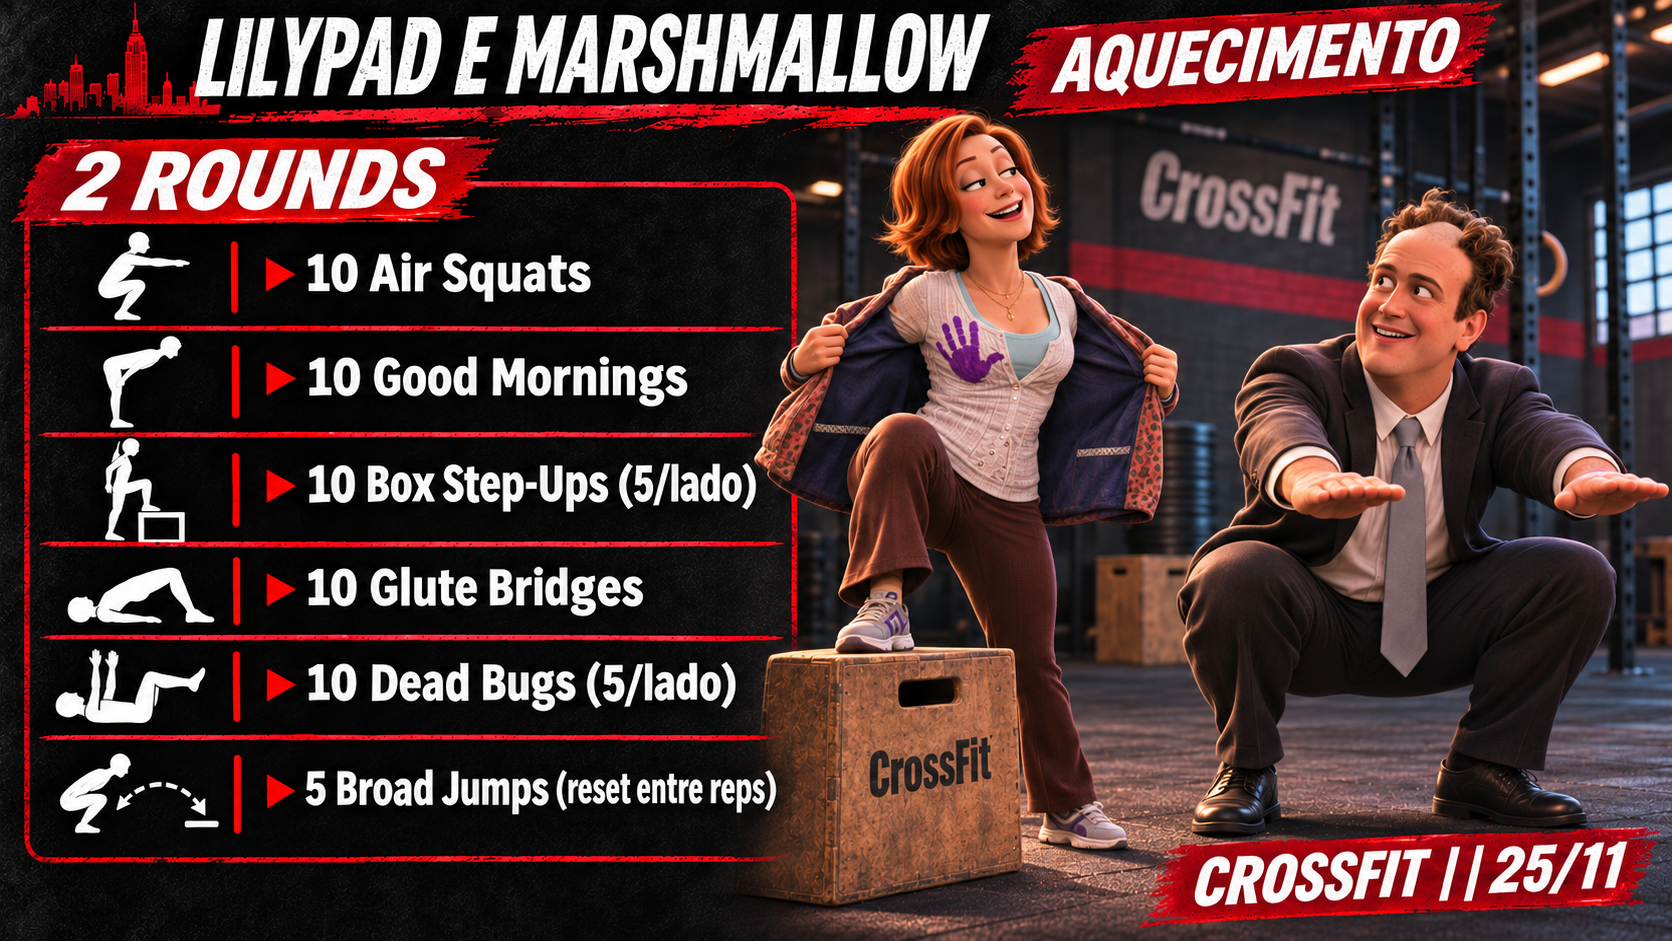 LILYPAD E MARSHMALLOW
AQUECIMENTO
2 ROUNDS
10 Air Squats
10 Good Mornings
10 Box Step-Ups (5/lado)
10 Glute Bridges
10 Dead Bugs (5/lado)
5 Broad Jumps (reset entre reps)
CrossFit
CrossFit
CROSSFIT || 25/11